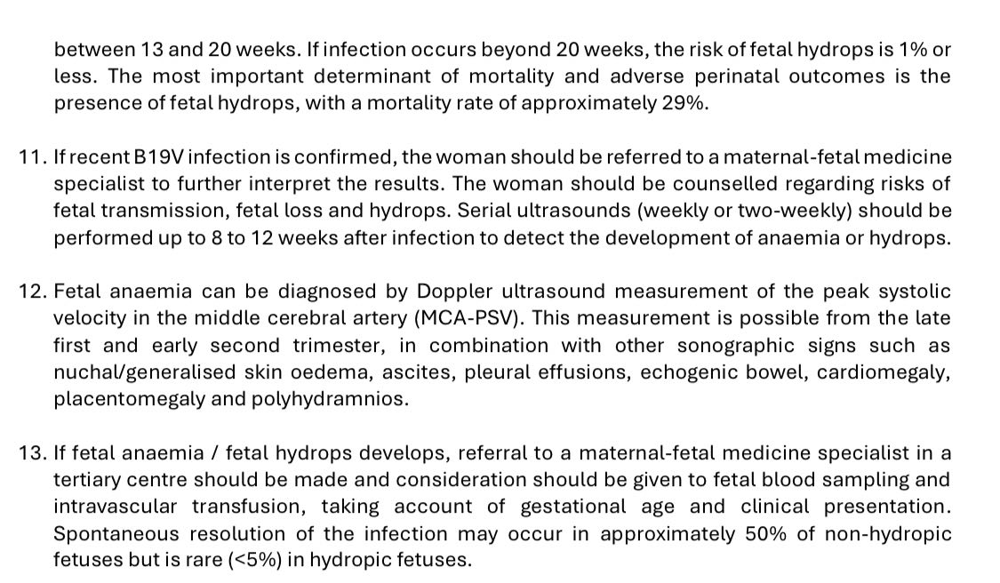 between 13 and 20 weeks. If infection occurs beyond 20 weeks, the risk of fetal hydrops is 1% or
less. The most important determinant of mortality and adverse perinatal outcomes is the
presence of fetal hydrops, with a mortality rate of approximately 29%.
11. If recent B19V infection is confirmed, the woman should be referred to a maternal-fetal medicine
specialist to further interpret the results. The woman should be counselled regarding risks of
fetal transmission, fetal loss and hydrops. Serial ultrasounds (weekly or two-weekly) should be
performed up to 8 to 12 weeks after infection to detect the development of anaemia or hydrops.
12. Fetal anaemia can be diagnosed by Doppler ultrasound measurement of the peak systolic
velocity in the middle cerebral artery (MCA-PSV). This measurement is possible from the late
first and early second trimester, in combination with other sonographic signs such as
nuchal/generalised skin oedema, ascites, pleural effusions, echogenic bowel, cardiomegaly,
placentomegaly and polyhydramnios.
13. If fetal anaemia / fetal hydrops develops, referral to a maternal-fetal medicine specialist in a
tertiary centre should be made and consideration should be given to fetal blood sampling and
intravascular transfusion, taking account of gestational age and clinical presentation.
Spontaneous resolution of the infection may occur in approximately 50% of non-hydropic
fetuses but is rare (<5%) in hydropic fetuses.